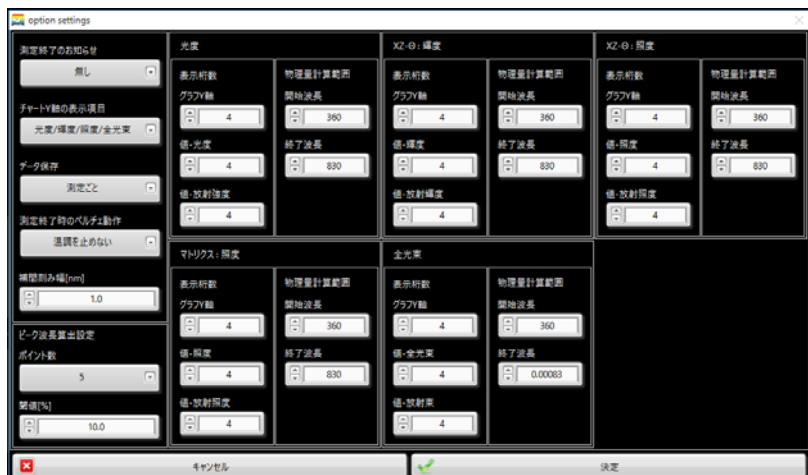 option settings
測定終了のお知らせ
無し
チャートY軸の表示項目
光度/輝度/照度/全光束
データ保存
測定ごと
測定終了時のペルチェ動作
温調を止めない
補間刻み幅[nm]
1.0
ピーク波長算出設定
ポイント数
5
閾値[%]
10.0
光度
表示桁数
グラフY軸
4
値-光度
4
値-放射強度
4
物理量計算範囲
開始波長
360
終了波長
830
XZ-Θ:輝度
表示桁数
グラフY軸
4
値-輝度
4
値-放射輝度
4
物理量計算範囲
開始波長
360
終了波長
830
XZ-Θ:照度
表示桁数
グラフY軸
4
値-照度
4
値-放射照度
4
物理量計算範囲
開始波長
360
終了波長
830
マトリクス:照度
表示桁数
グラフY軸
4
値-照度
4
値-放射照度
4
物理量計算範囲
開始波長
360
終了波長
830
全光束
表示桁数
グラフY軸
4
値-全光束
4
値-放射束
4
物理量計算範囲
開始波長
360
終了波長
0.00083
キャンセル
決定